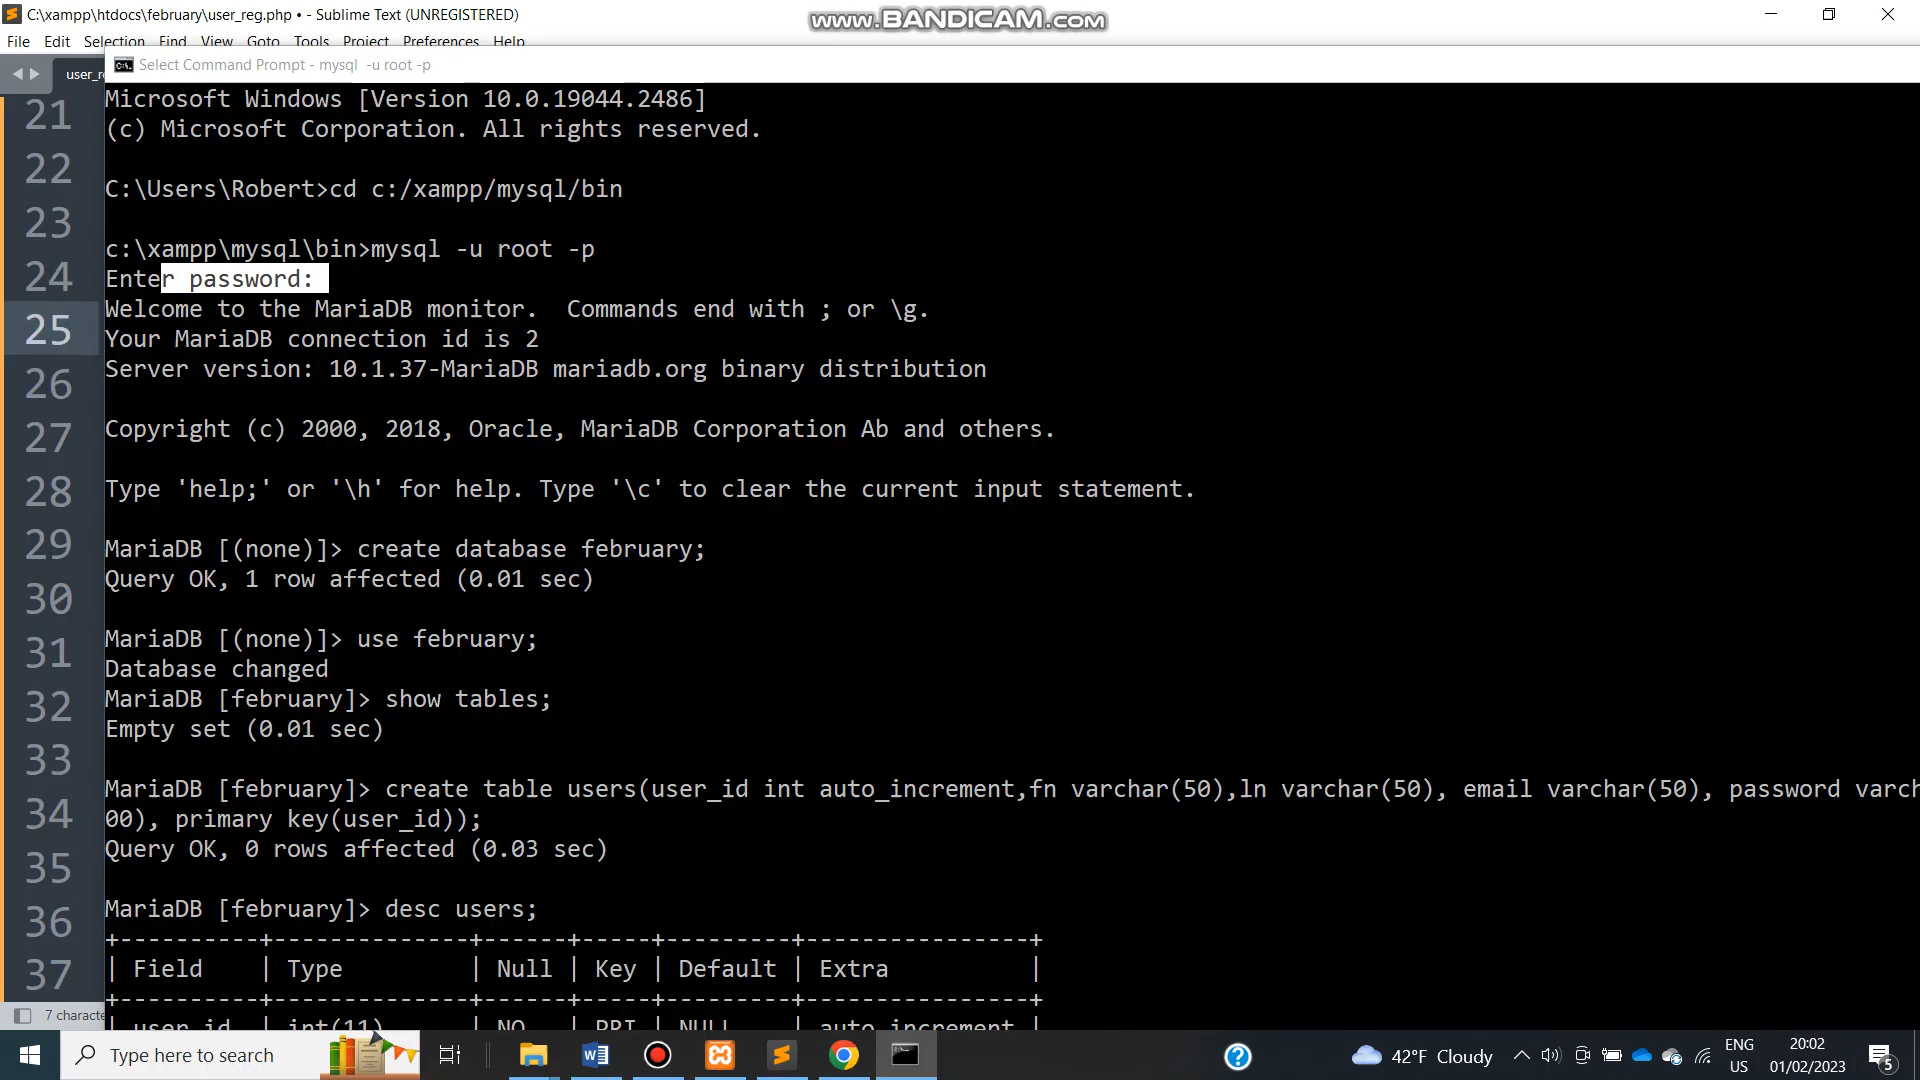 C:\xampp\htdocs\february\user_reg.php • - Sublime Text (UNREGISTERED)
www.BANDICAM.com
File Edit Selection Find View Goto Tools Project Preferences Help
Select Command Prompt - mysql -u root -p
21
22
23
24
25
26
27
28
29
30
31
32
33
34
35
36
37
Microsoft Windows [Version 10.0.19044.2486]
(c) Microsoft Corporation. All rights reserved.
C:\Users\Robert>cd c:/xampp/mysql/bin
c:\xampp\mysql\bin>mysql -u root -p
Enter password:
Welcome to the MariaDB monitor.  Commands end with ; or \g.
Your MariaDB connection id is 2
Server version: 10.1.37-MariaDB mariadb.org binary distribution
Copyright (c) 2000, 2018, Oracle, MariaDB Corporation Ab and others.
Type 'help;' or '\h' for help. Type '\c' to clear the current input statement.
MariaDB [(none)]> create database february;
Query OK, 1 row affected (0.01 sec)
MariaDB [(none)]> use february;
Database changed
MariaDB [february]> show tables;
Empty set (0.01 sec)
MariaDB [february]> create table users(user_id int auto_increment,fn varchar(50),ln varchar(50), email varchar(50), password varch
00), primary key(user_id));
Query OK, 0 rows affected (0.03 sec)
MariaDB [february]> desc users;
+----------+--------------+------+-----+---------+----------------+
| Field    | Type         | Null | Key | Default | Extra          |
+----------+--------------+------+-----+---------+----------------+
| user_id  | int(11)      | NO   | PRI | NULL    | auto_increment |
7 characte
Type here to search
42°F Cloudy
ENG
US
20:02
01/02/2023
5